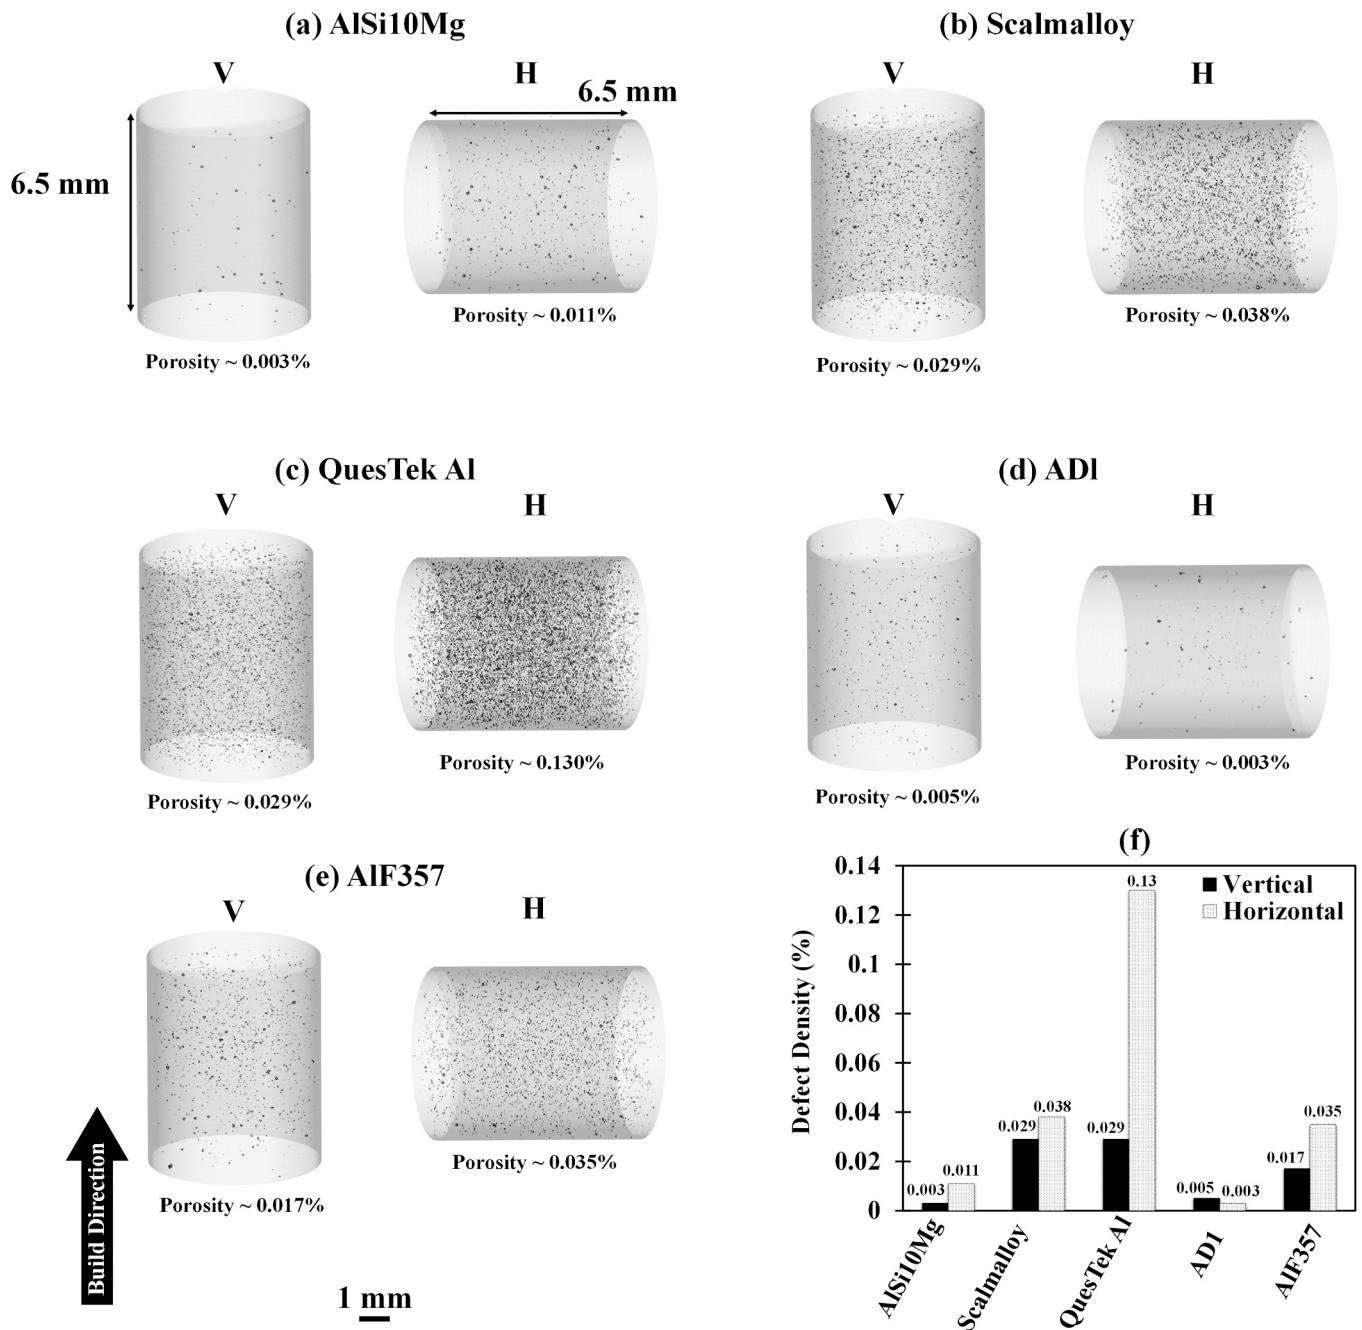 (a) AlSi10Mg
V
H
6.5 mm
6.5 mm
Porosity ~ 0.003%
Porosity ~ 0.011%
(b) Scalmalloy
V
H
Porosity ~ 0.029%
Porosity ~ 0.038%
(c) QuesTek Al
V
H
Porosity ~ 0.029%
Porosity ~ 0.130%
(d) ADl
V
H
Porosity ~ 0.005%
Porosity ~ 0.003%
(e) AlF357
V
H
Porosity ~ 0.017%
Porosity ~ 0.035%
Build Direction
1 mm
(f)
Defect Density (%)
0.14
0.12
0.1
0.08
0.06
0.04
0.02
0
Vertical
Horizontal
0.003
0.011
0.029
0.038
0.029
0.13
0.005
0.003
0.017
0.035
AlSi10Mg
Scalmalloy
QuesTek Al
AD1
AlF357